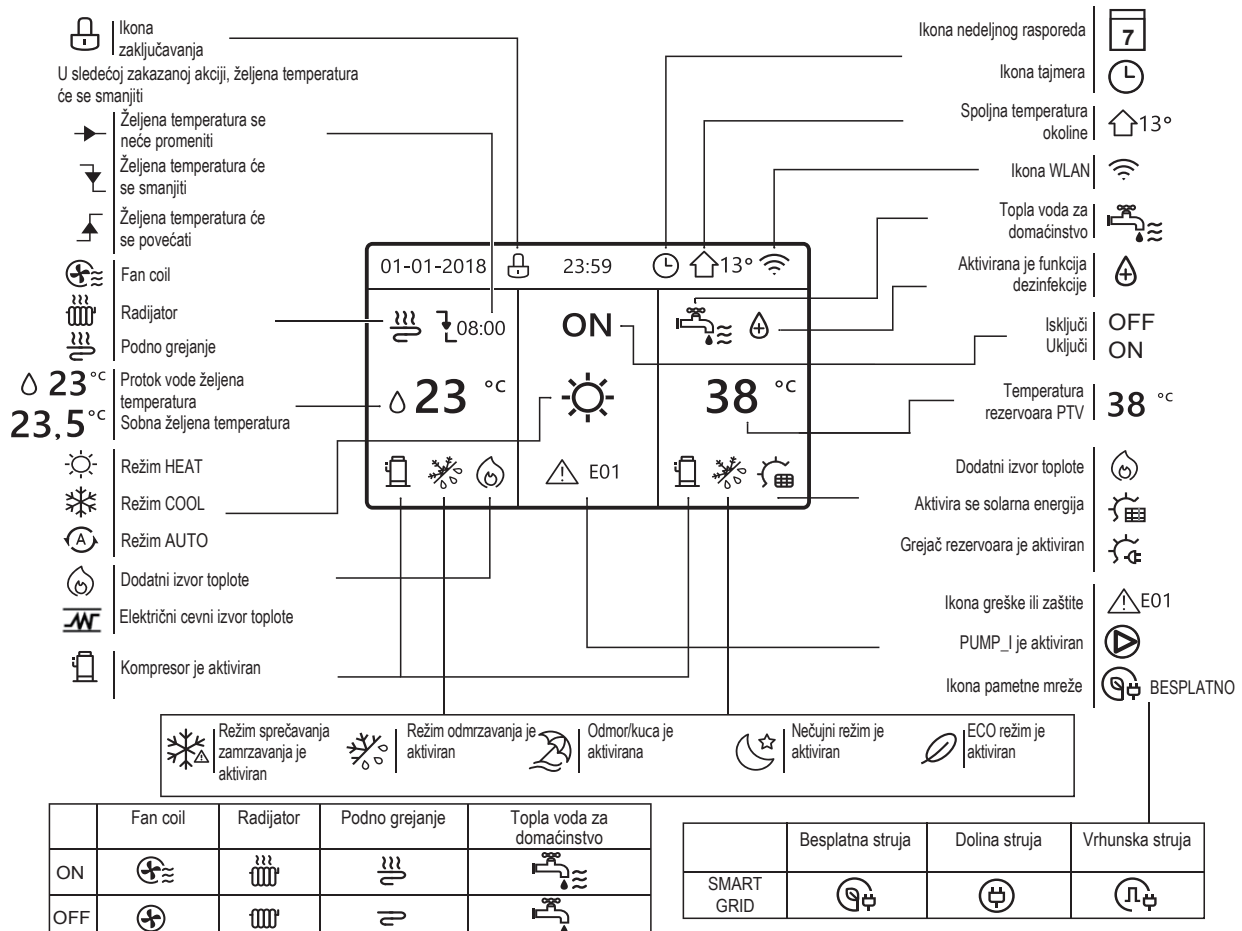 Ikona
zaključavanja
U sledećoj zakazanoj akciji, željena temperatura
će se smanjiti
Željena temperatura se
neće promeniti
Željena temperatura će
se smanjiti
Željena temperatura će
se povećati
Fan coil
Radijator
Podno grejanje
23°C Protok vode željena
temperatura
23,5°C Sobna željena temperatura
Režim HEAT
Režim COOL
A Režim AUTO
Dodatni izvor toplote
Električni cevni izvor toplote
Kompresor je aktiviran
01-01-2018 23:59 13°
08:00 ON
23 °C 38 °C
E01
Ikona nedeljnog rasporeda 7
Ikona tajmera
Spoljna temperatura
okoline 13°
Ikona WLAN
Topla voda za
domaćinstvo
Aktivirana je funkcija
dezinfekcije
Isključi OFF
Uključi ON
Temperatura
rezervoara PTV 38 °C
Dodatni izvor toplote
Aktivira se solarna energija
Grejač rezervoara je aktiviran
Ikona greške ili zaštite E01
PUMP_I je aktiviran
Ikona pametne mreže BESPLATNO
Režim sprečavanja
zamrzavanja je
aktiviran
Režim odmrzavanja je
aktiviran
Odmor/kuca je
aktivirana
Nečujni režim je
aktiviran
ECO režim je
aktiviran
Fan coil Radijator Podno grejanje Topla voda za
domaćinstvo
ON
OFF
Besplatna struja Dolina struja Vrhunska struja
SMART
GRID